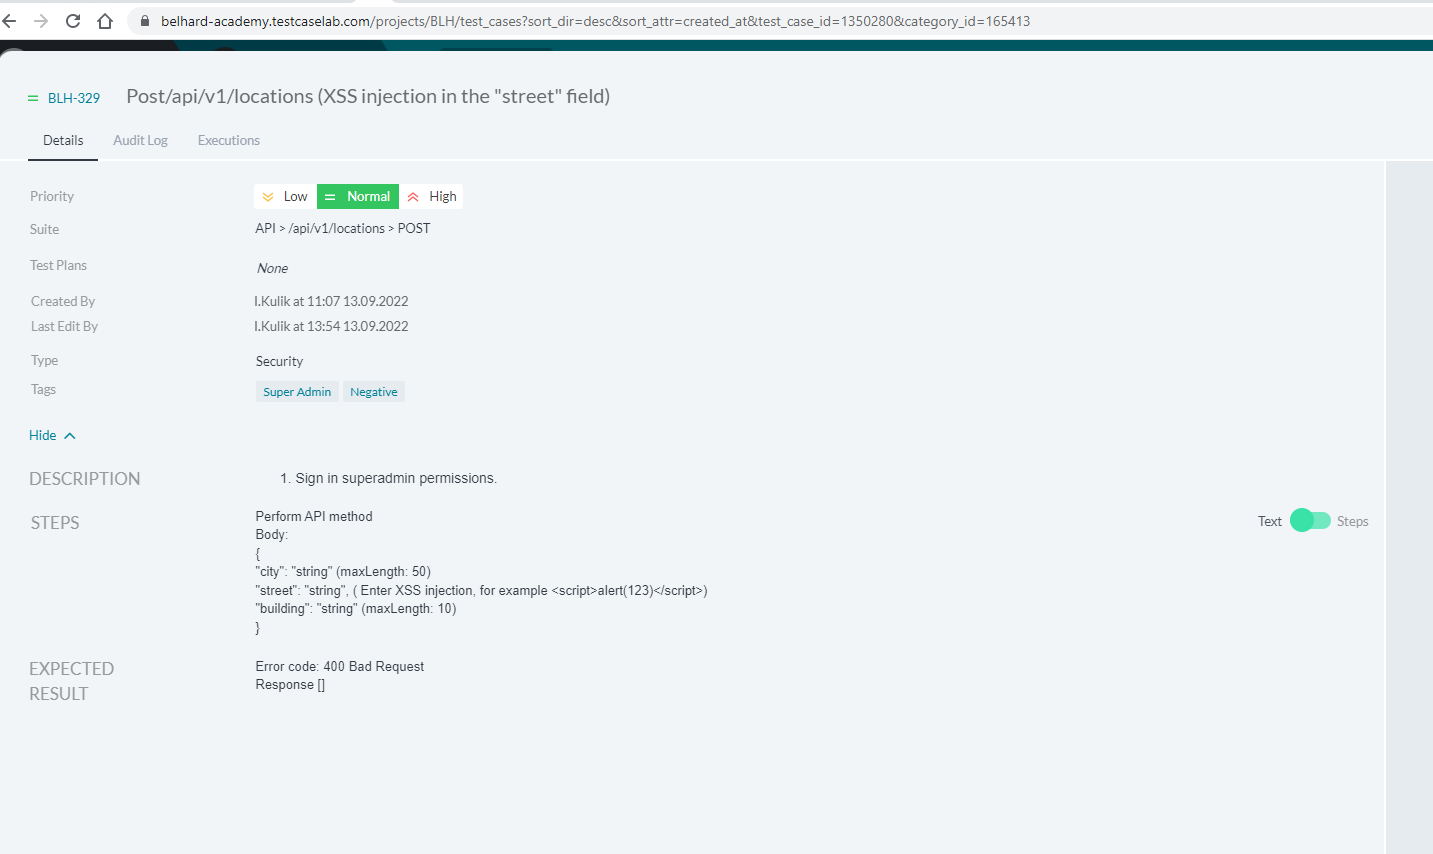 belhard-academy.testcaselab.com/projects/BLH/test_cases?sort_dir=desc&sort_attr=created_at&test_case_id=1350280&category_id=165413
BLH-329 Post/api/v1/locations (XSS injection in the "street" field)
Details Audit Log Executions
Priority Low Normal High
Suite API > /api/v1/locations > POST
Test Plans None
Created By I.Kulik at 11:07 13.09.2022
Last Edit By I.Kulik at 13:54 13.09.2022
Type Security
Tags Super Admin Negative
Hide
DESCRIPTION 1. Sign in superadmin permissions.
STEPS Perform API method Text Steps
Body:
{
"city": "string" (maxLength: 50)
"street": "string", ( Enter XSS injection, for example <script>alert(123)</script>)
"building": "string" (maxLength: 10)
}
EXPECTED RESULT Error code: 400 Bad Request
Response []